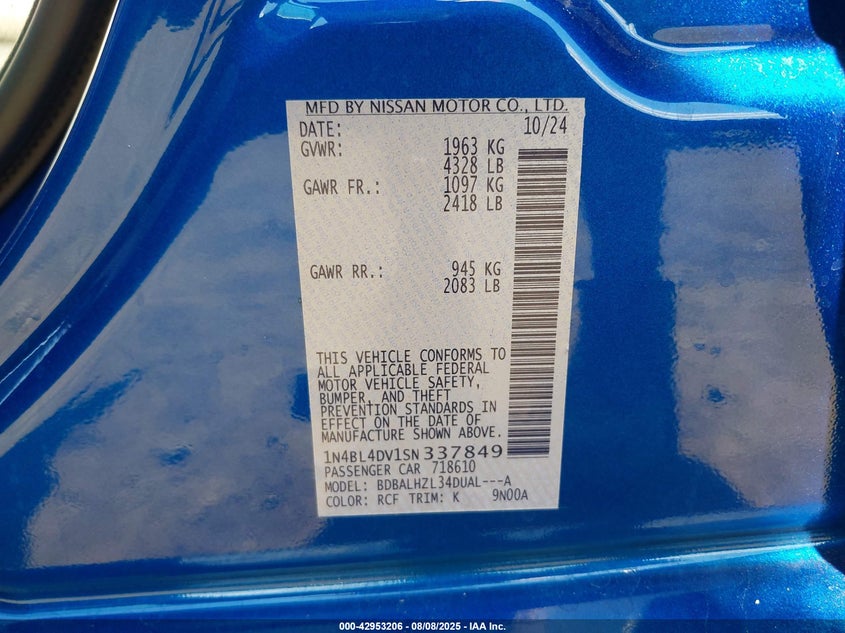 MFD BY NISSAN MOTOR CO., LTD.
DATE: 10/24
GVWR: 1963 KG
4328 LB
GAWR FR.: 1097 KG
2418 LB
GAWR RR.: 945 KG
2083 LB
THIS VEHICLE CONFORMS TO
ALL APPLICABLE FEDERAL
MOTOR VEHICLE SAFETY,
BUMPER, AND THEFT
PREVENTION STANDARDS IN
EFFECT ON THE DATE OF
MANUFACTURE SHOWN ABOVE.
1N4BL4DV1SN337849
PASSENGER CAR 718610
MODEL: BDBALHZL34DUAL---A
COLOR: RCF TRIM: K 9N00A
000-42953206 - 08/08/2025 - IAA Inc.